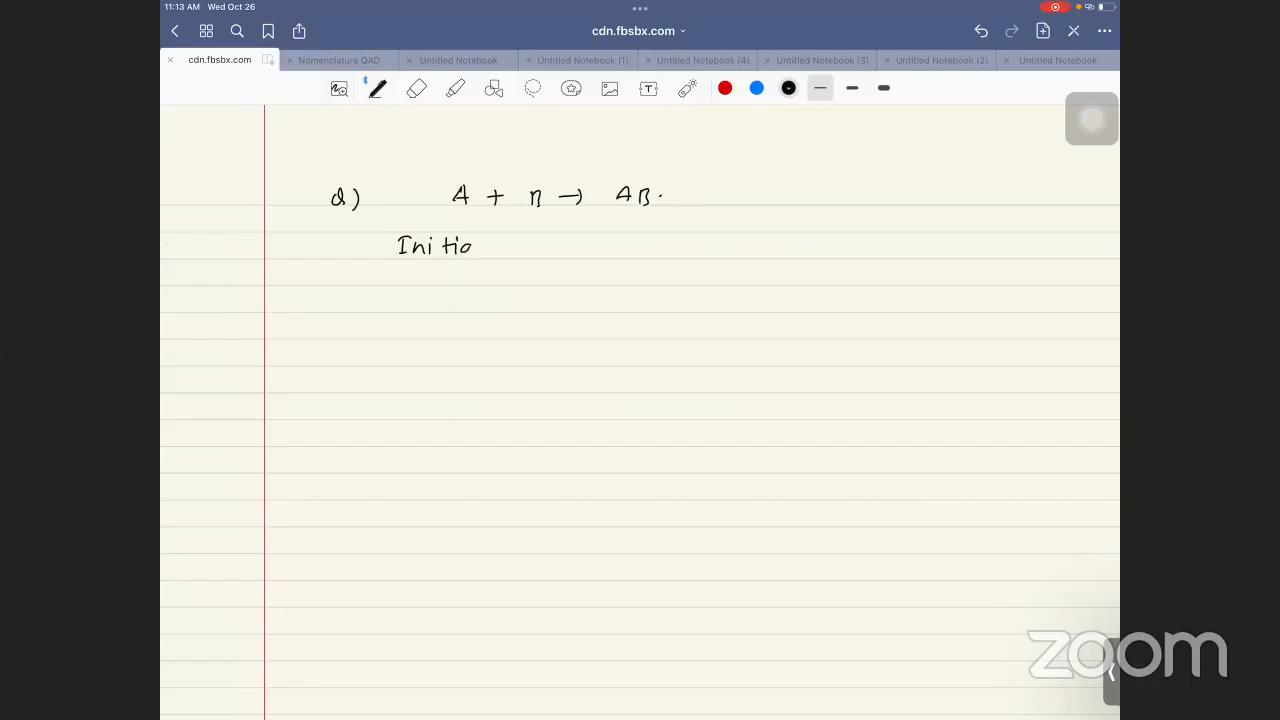 11:13 AM Wed Oct 26
cdn.fbsbx.com
cdn.fbsbx.com Nomenclature QAD Untitled Notebook Untitled Notebook (1) Untitled Notebook (4) Untitled Notebook (3) Untitled Notebook (2) Untitled Notebook
T
d) A + B → AB.
Initia
zoom